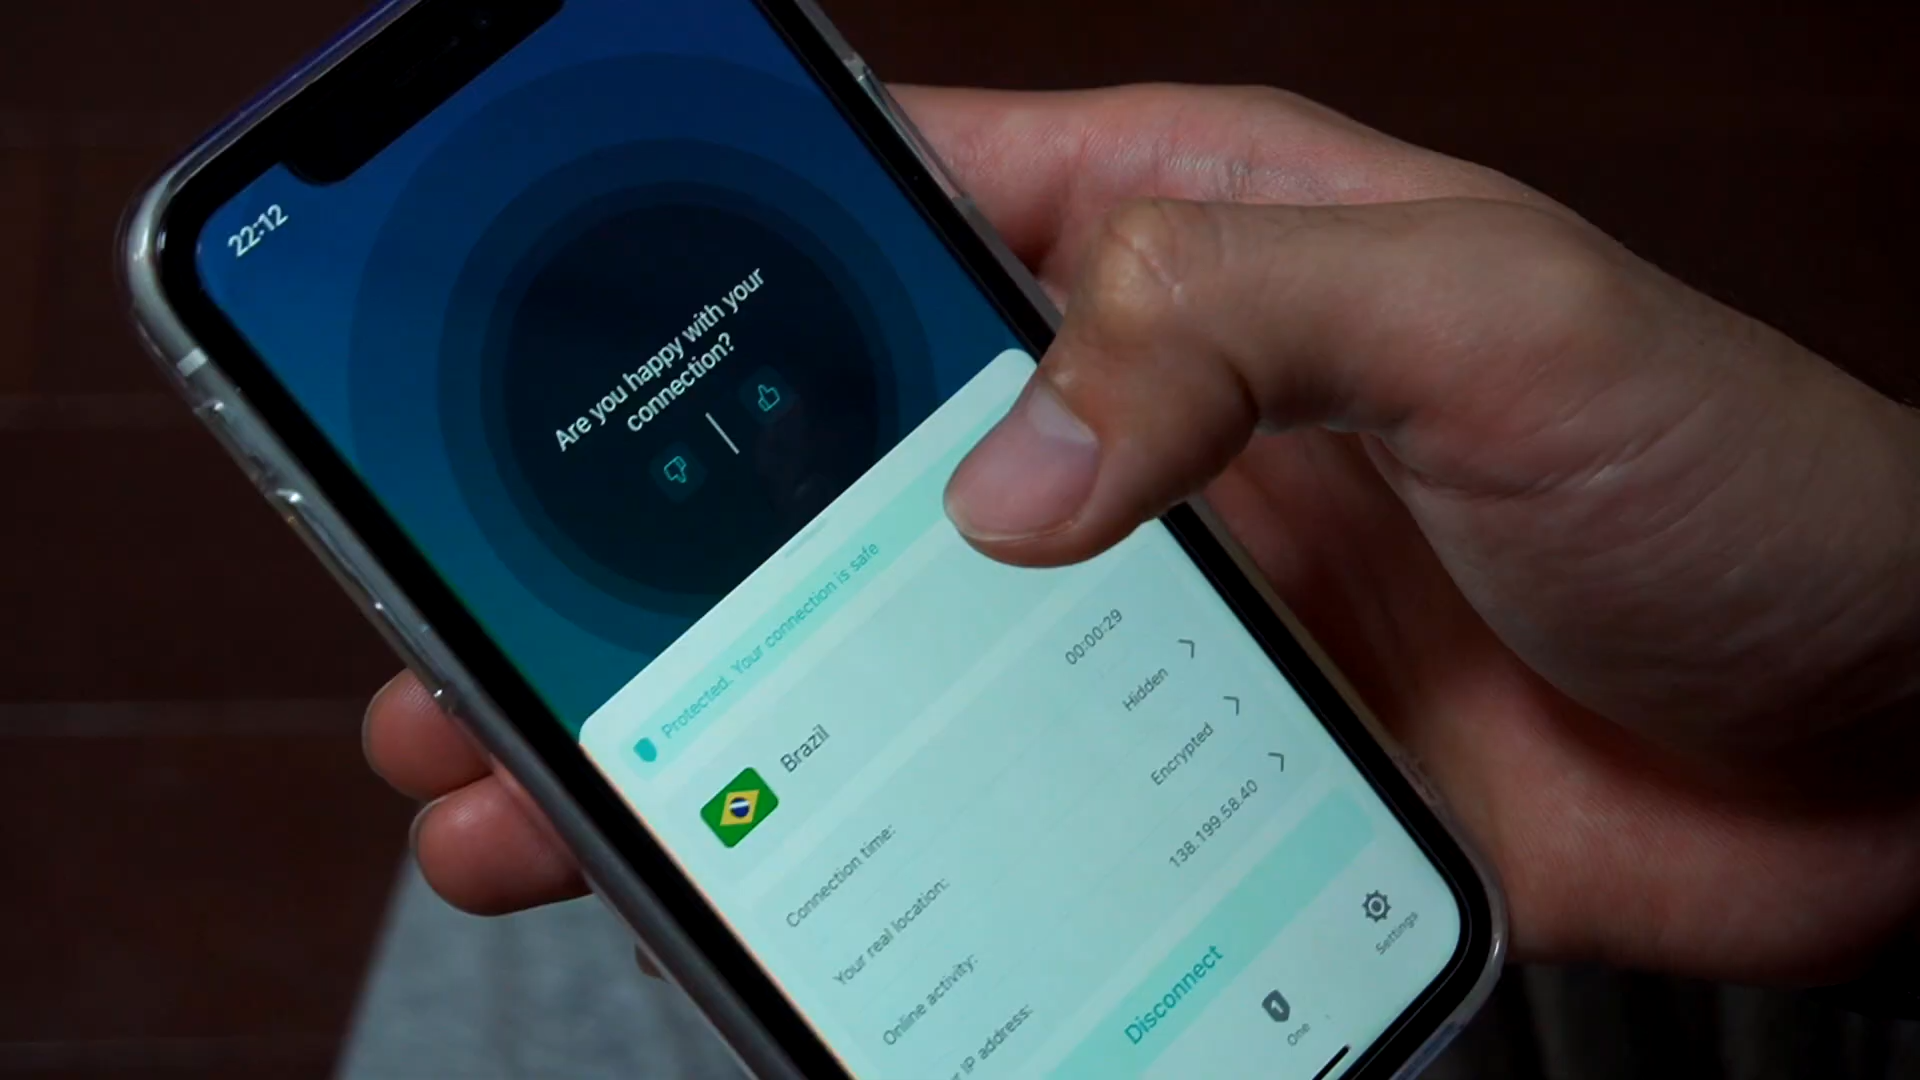 22:12
Are you happy with your
connection?
Protected. Your connection is safe
Brazil
Connection time: 00:00:29
Your real location: Hidden
Online activity: Encrypted
IP address: 138.199.58.40
Disconnect
1
One
Settings